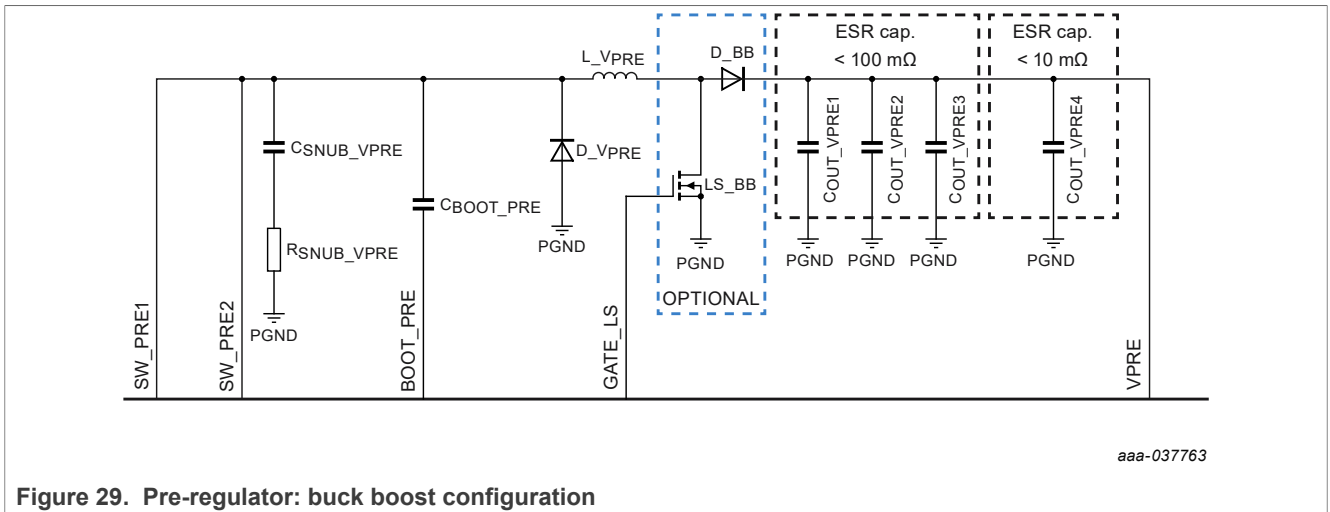 ESR cap.
< 100 mΩ
ESR cap.
< 10 mΩ
L_VPRE
D_BB
CSNUB_VPRE
RSNUB_VPRE
PGND
CBOOT_PRE
D_VPRE
PGND
LS_BB
PGND
OPTIONAL
COUT_VPRE1
COUT_VPRE2
COUT_VPRE3
COUT_VPRE4
PGND PGND PGND
PGND
SW_PRE1
SW_PRE2
BOOT_PRE
GATE_LS
VPRE
aaa-037763
Figure 29. Pre-regulator: buck boost configuration